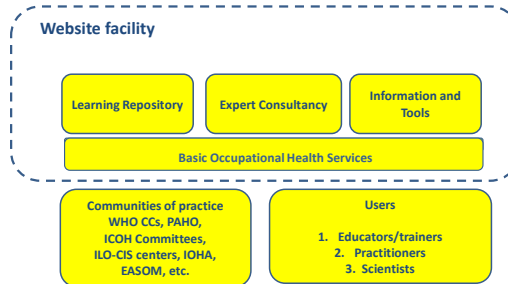 Website facility
Learning Repository
Expert Consultancy
Information and
Tools
Basic Occupational Health Services
Communities of practice
WHO CCs, PAHO,
ICOH Committees,
ILO-CIS centers, IOHA,
EASOM, etc.
Users
1. Educators/trainers
2. Practitioners
3. Scientists